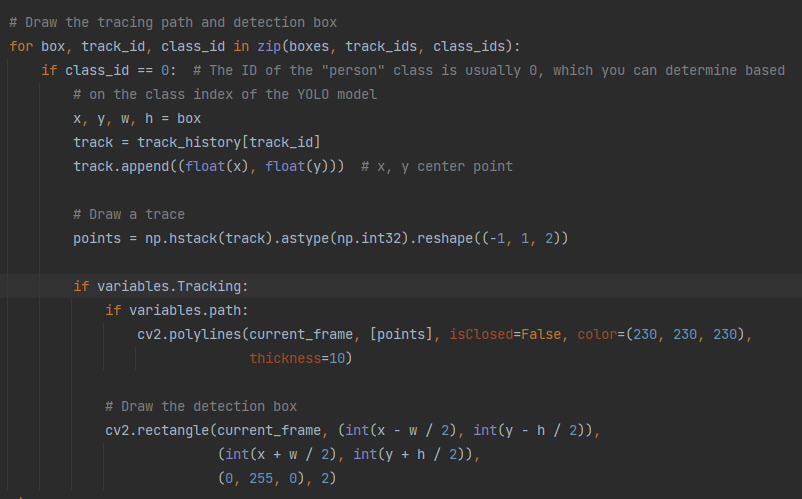 # Draw the tracing path and detection box
for box, track_id, class_id in zip(boxes, track_ids, class_ids):
    if class_id == 0:  # The ID of the "person" class is usually 0, which you can determine based
        # on the class index of the YOLO model
        x, y, w, h = box
        track = track_history[track_id]
        track.append((float(x), float(y)))  # x, y center point

        # Draw a trace
        points = np.hstack(track).astype(np.int32).reshape((-1, 1, 2))

        if variables.Tracking:
            if variables.path:
                cv2.polylines(current_frame, [points], isClosed=False, color=(230, 230, 230),
                              thickness=10)

            # Draw the detection box
            cv2.rectangle(current_frame, (int(x - w / 2), int(y - h / 2)),
                          (int(x + w / 2), int(y + h / 2)),
                          (0, 255, 0), 2)